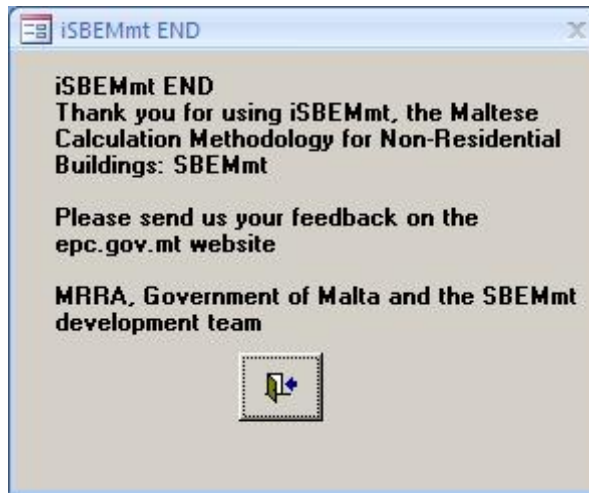 iSBEMmt END
iSBEMmt END
Thank you for using iSBEMmt, the Maltese
Calculation Methodology for Non-Residential
Buildings: SBEMmt
Please send us your feedback on the
epc.gov.mt website
MRRA, Government of Malta and the SBEMmt
development team